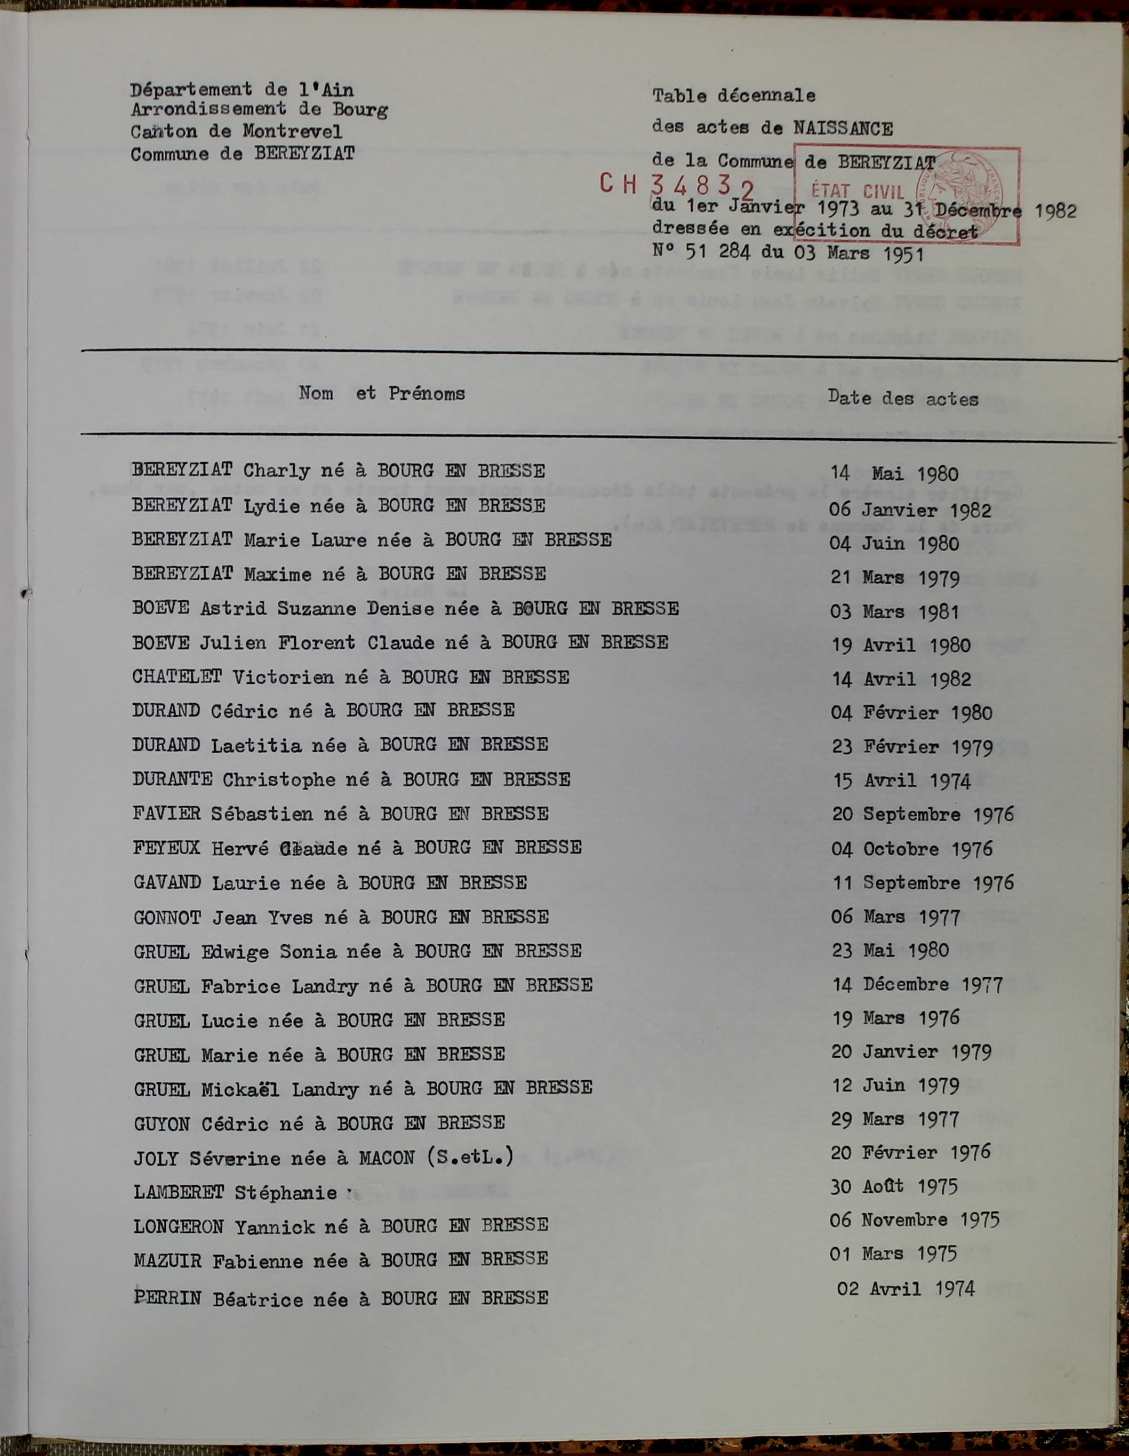 Département de l'Ain
Arrondissement de Bourg
Canton de Montrevel
Commune de BEREYZIAT
Table décennale
des actes de NAISSANCE
de la Commune de BEREYZIAT
CH 34832
ÉTAT CIVIL
du 1er Janvier 1973 au 31 Décembre 1982
dressée en exécition du décret
N° 51 284 du 03 Mars 1951
Nom et Prénoms Date des actes
BEREYZIAT Charly né à BOURG EN BRESSE 14 Mai 1980
BEREYZIAT Lydie née à BOURG EN BRESSE 06 Janvier 1982
BEREYZIAT Marie Laure née à BOURG EN BRESSE 04 Juin 1980
BEREYZIAT Maxime né à BOURG EN BRESSE 21 Mars 1979
BOEVE Astrid Suzanne Denise née à BOURG EN BRESSE 03 Mars 1981
BOEVE Julien Florent Claude né à BOURG EN BRESSE 19 Avril 1980
CHATELET Victorien né à BOURG EN BRESSE 14 Avril 1982
DURAND Cédric né à BOURG EN BRESSE 04 Février 1980
DURAND Laetitia née à BOURG EN BRESSE 23 Février 1979
DURANTE Christophe né à BOURG EN BRESSE 15 Avril 1974
FAVIER Sébastien né à BOURG EN BRESSE 20 Septembre 1976
FEYEUX Hervé Claude né à BOURG EN BRESSE 04 Octobre 1976
GAVAND Laurie née à BOURG EN BRESSE 11 Septembre 1976
GONNOT Jean Yves né à BOURG EN BRESSE 06 Mars 1977
GRUEL Edwige Sonia née à BOURG EN BRESSE 23 Mai 1980
GRUEL Fabrice Landry né à BOURG EN BRESSE 14 Décembre 1977
GRUEL Lucie née à BOURG EN BRESSE 19 Mars 1976
GRUEL Marie née à BOURG EN BRESSE 20 Janvier 1979
GRUEL Mickaël Landry né à BOURG EN BRESSE 12 Juin 1979
GUYON Cédric né à BOURG EN BRESSE 29 Mars 1977
JOLY Séverine née à MACON (S.etL.) 20 Février 1976
LAMBERET Stéphanie 30 Août 1975
LONGERON Yannick né à BOURG EN BRESSE 06 Novembre 1975
MAZUIR Fabienne née à BOURG EN BRESSE 01 Mars 1975
PERRIN Béatrice née à BOURG EN BRESSE 02 Avril 1974